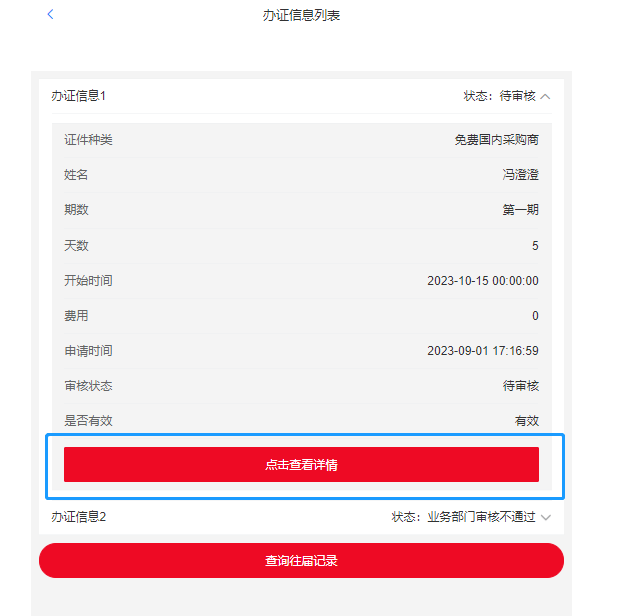 办证信息列表
办证信息1 状态：待审核
证件种类 免费国内采购商
姓名 冯澄澄
期数 第一期
天数 5
开始时间 2023-10-15 00:00:00
费用 0
申请时间 2023-09-01 17:16:59
审核状态 待审核
是否有效 有效
点击查看详情
办证信息2 状态：业务部门审核不通过
查询往届记录